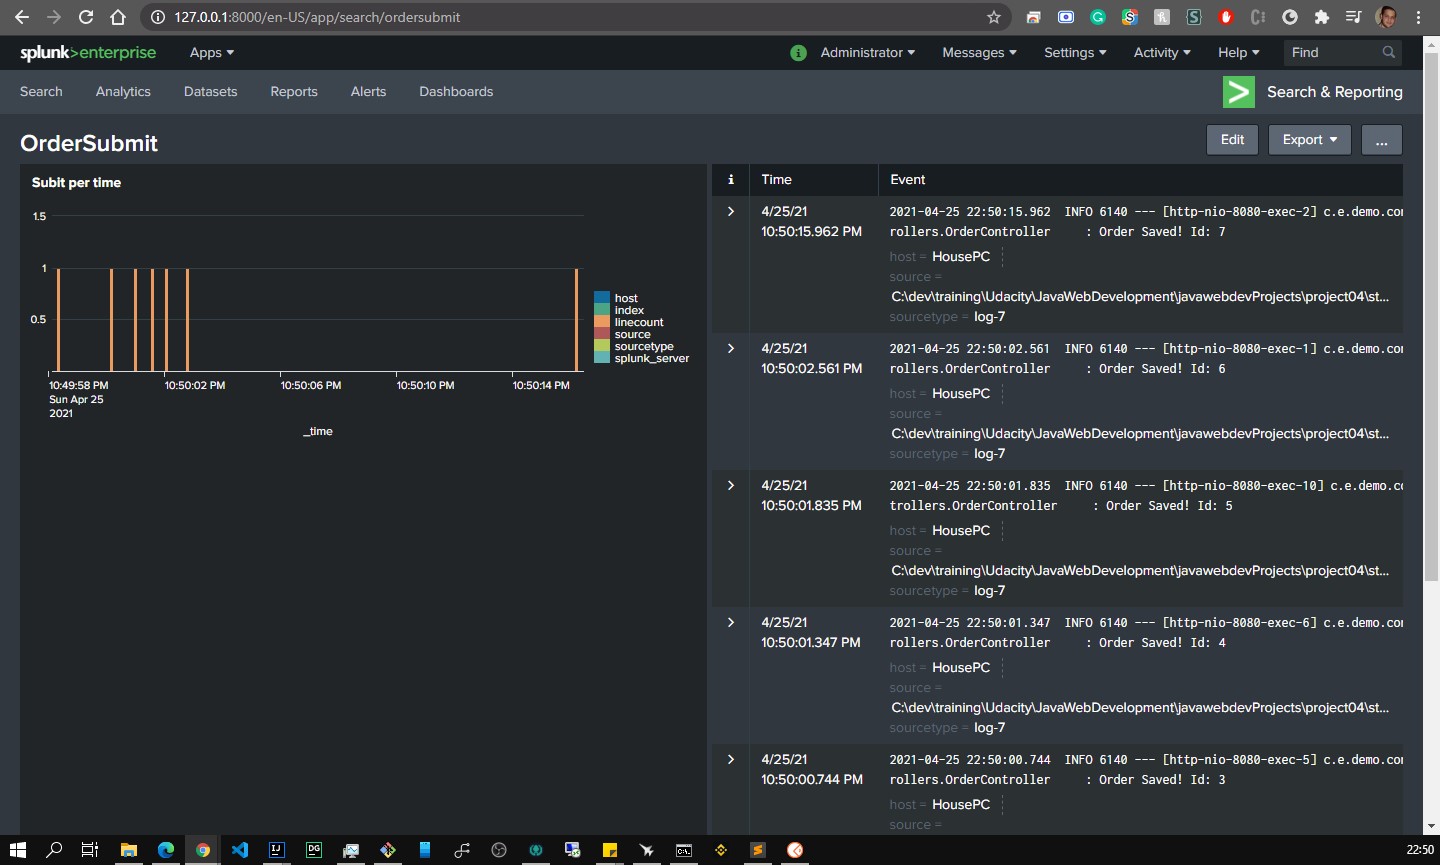 127.0.0.1:8000/en-US/app/search/ordersubmit
splunk>enterprise Apps Administrator Messages Settings Activity Help Find
Search Analytics Datasets Reports Alerts Dashboards Search & Reporting
OrderSubmit Edit Export ...
Subit per time
1.5
1
0.5
10:49:58 PM 10:50:02 PM 10:50:06 PM 10:50:10 PM 10:50:14 PM
Sun Apr 25
2021
_time
host
index
linecount
source
sourcetype
splunk_server
i Time Event
4/25/21 2021-04-25 22:50:15.962 INFO 6140 --- [http-nio-8080-exec-2] c.e.demo.con
10:50:15.962 PM rollers.OrderController : Order Saved! Id: 7
host = HousePC
source =
C:\dev\training\Udacity\JavaWebDevelopment\javawebdevProjects\project04\st...
sourcetype = log-7
4/25/21 2021-04-25 22:50:02.561 INFO 6140 --- [http-nio-8080-exec-1] c.e.demo.con
10:50:02.561 PM rollers.OrderController : Order Saved! Id: 6
host = HousePC
source =
C:\dev\training\Udacity\JavaWebDevelopment\javawebdevProjects\project04\st...
sourcetype = log-7
4/25/21 2021-04-25 22:50:01.835 INFO 6140 --- [http-nio-8080-exec-10] c.e.demo.co
10:50:01.835 PM trollers.OrderController : Order Saved! Id: 5
host = HousePC
source =
C:\dev\training\Udacity\JavaWebDevelopment\javawebdevProjects\project04\st...
sourcetype = log-7
4/25/21 2021-04-25 22:50:01.347 INFO 6140 --- [http-nio-8080-exec-6] c.e.demo.con
10:50:01.347 PM rollers.OrderController : Order Saved! Id: 4
host = HousePC
source =
C:\dev\training\Udacity\JavaWebDevelopment\javawebdevProjects\project04\st...
sourcetype = log-7
4/25/21 2021-04-25 22:50:00.744 INFO 6140 --- [http-nio-8080-exec-5] c.e.demo.con
10:50:00.744 PM rollers.OrderController : Order Saved! Id: 3
host = HousePC
source =
22:50